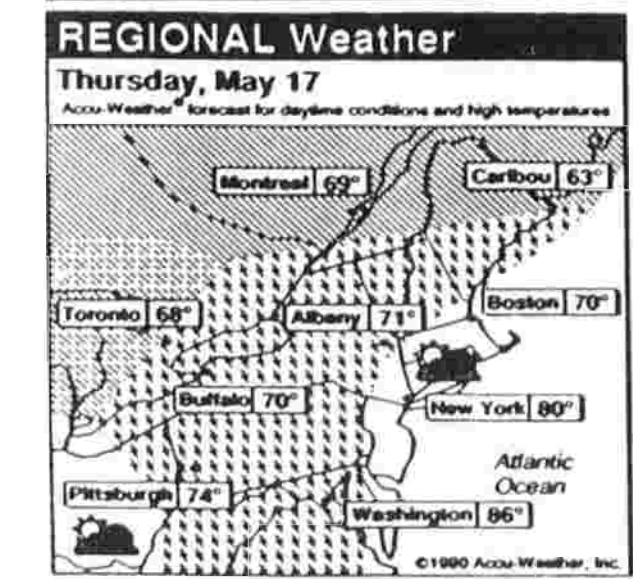 REGIONAL Weather
Thursday, May 17
Accu-Weather® forecast for daytime conditions and high temperatures
Montreal 69°
Caribou 63°
Toronto 68°
Albany 71°
Boston 70°
Buffalo 70°
New York 80°
Atlantic
Ocean
Pittsburgh 74°
Washington 86°
©1990 Accu-Weather, Inc.